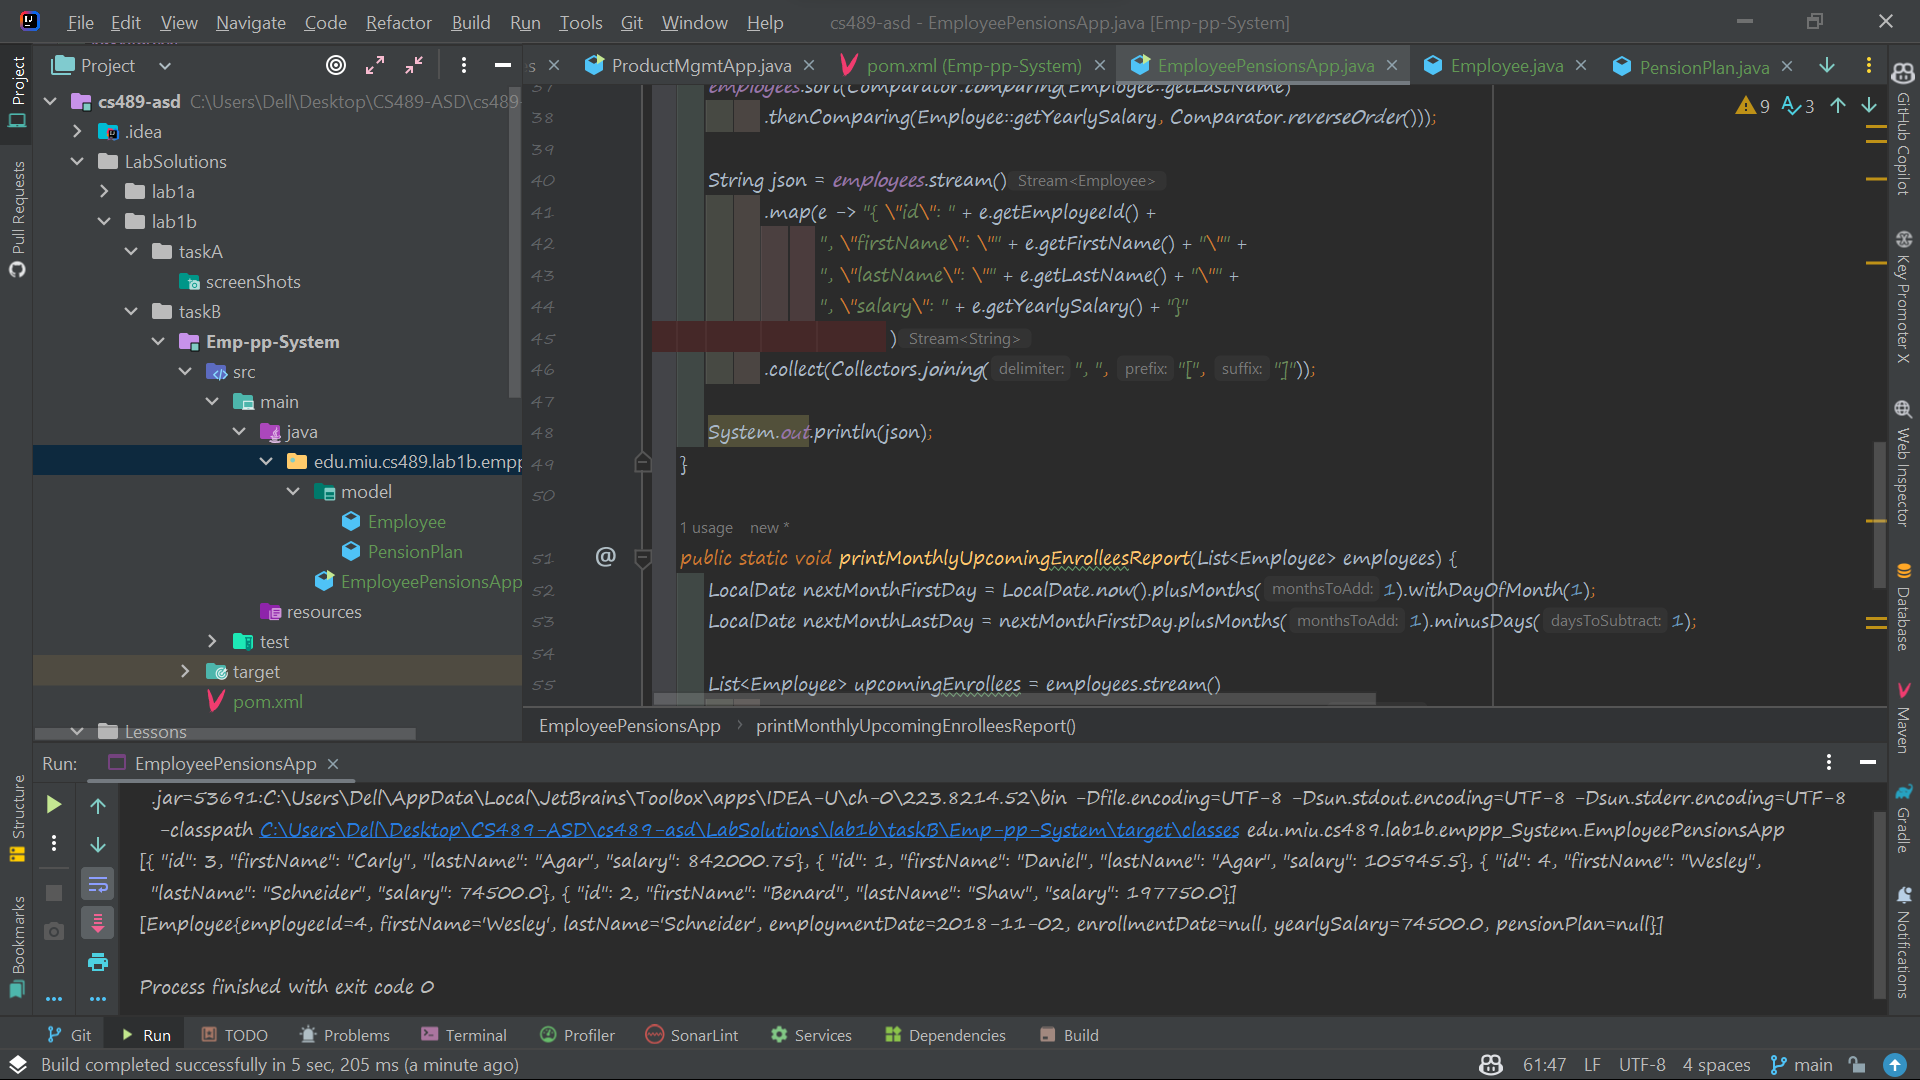 File Edit View Navigate Code Refactor Build Run Tools Git Window Help cs489-asd - EmployeePensionsApp.java [Emp-pp-System]
Project
s ProductMgmtApp.java pom.xml (Emp-pp-System) EmployeePensionsApp.java Employee.java PensionPlan.java
Project
Pull Requests
Structure
Bookmarks
cs489-asd C:\Users\Dell\Desktop\CS489-ASD\cs489-
.idea
LabSolutions
lab1a
lab1b
taskA
screenShots
taskB
Emp-pp-System
src
main
java
edu.miu.cs489.lab1b.empp
model
Employee
PensionPlan
EmployeePensionsApp
resources
test
target
pom.xml
Lessons
9 3
37 employees.sort(Comparator.comparing(Employee::getLastName)
38 .thenComparing(Employee::getYearlySalary, Comparator.reverseOrder()));
39
40 String json = employees.stream() Stream<Employee>
41 .map(e -> "{ \"id\": " + e.getEmployeeId() +
42 ", \"firstName\": \"" + e.getFirstName() + "\"" +
43 ", \"lastName\": \"" + e.getLastName() + "\"" +
44 ", \"salary\": " + e.getYearlySalary() + "}"
45 ) Stream<String>
46 .collect(Collectors.joining( delimiter: ", ", prefix: "[", suffix: "]"));
47
48 System.out.println(json);
49 }
50
1 usage new *
51 @ public static void printMonthlyUpcomingEnrolleesReport(List<Employee> employees) {
52 LocalDate nextMonthFirstDay = LocalDate.now().plusMonths( monthsToAdd: 1).withDayOfMonth(1);
53 LocalDate nextMonthLastDay = nextMonthFirstDay.plusMonths( monthsToAdd: 1).minusDays( daysToSubtract: 1);
54
55 List<Employee> upcomingEnrollees = employees.stream()
EmployeePensionsApp printMonthlyUpcomingEnrolleesReport()
GitHub Copilot
Key Promoter X
Web Inspector
Database
Maven
Gradle
Notifications
Run: EmployeePensionsApp
.jar=53691:C:\Users\Dell\AppData\Local\JetBrains\Toolbox\apps\IDEA-U\ch-0\223.8214.52\bin -Dfile.encoding=UTF-8 -Dsun.stdout.encoding=UTF-8 -Dsun.stderr.encoding=UTF-8
-classpath C:\Users\Dell\Desktop\CS489-ASD\cs489-asd\LabSolutions\lab1b\taskB\Emp-pp-System\target\classes edu.miu.cs489.lab1b.emppp_System.EmployeePensionsApp
[{ "id": 3, "firstName": "Carly", "lastName": "Agar", "salary": 842000.75}, { "id": 1, "firstName": "Daniel", "lastName": "Agar", "salary": 105945.5}, { "id": 4, "firstName": "Wesley",
"lastName": "Schneider", "salary": 74500.0}, { "id": 2, "firstName": "Benard", "lastName": "Shaw", "salary": 197750.0}]
[Employee{employeeId=4, firstName='Wesley', lastName='Schneider', employmentDate=2018-11-02, enrollmentDate=null, yearlySalary=74500.0, pensionPlan=null}]
Process finished with exit code 0
Git Run TODO Problems Terminal Profiler SonarLint Services Dependencies Build
Build completed successfully in 5 sec, 205 ms (a minute ago) 61:47 LF UTF-8 4 spaces main